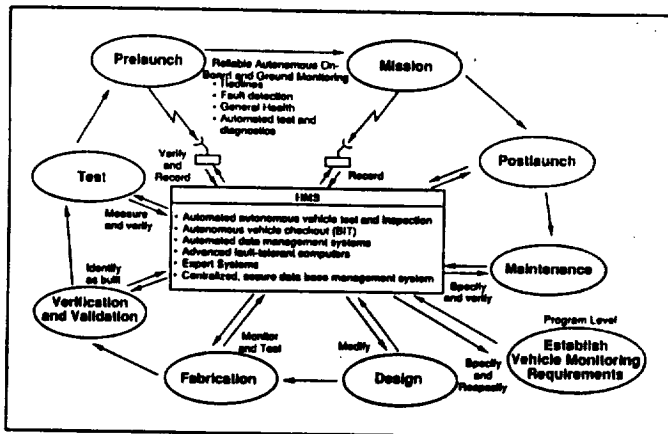 Prelaunch
Reliable Autonomous On-
Board and Ground Monitoring
• Redlines
• Fault detection
• General Health
• Automated test and
diagnostics
Mission
Verify
and
Record
Record
Postlaunch
Test
Measure
and verify
HMS
• Automated autonomous vehicle test and inspection
• Autonomous vehicle checkout (BIT)
• Automated data management systems
• Advanced fault-tolerant computers
• Expert Systems
• Centralized, secure data base management system
Maintenance
Specify
and verify
Identify
as built
Verification
and Validation
Monitor
and Test
Modify
Specify
and
Respecify
Program Level
Establish
Vehicle Monitoring
Requirements
Fabrication
Design